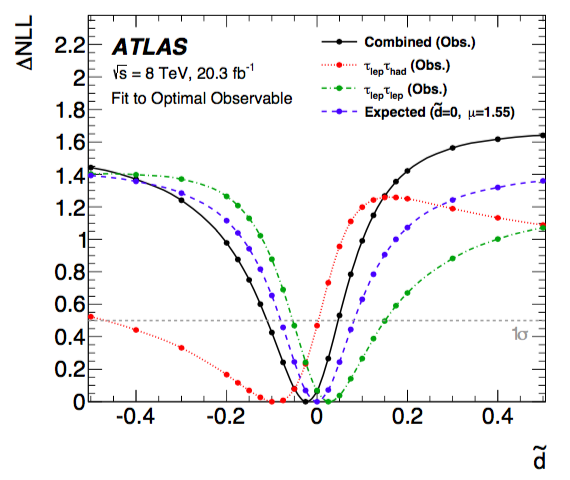 ΔNLL
ATLAS
√s = 8 TeV, 20.3 fb⁻¹
Fit to Optimal Observable
Combined (Obs.)
τlepτhad (Obs.)
τlepτlep (Obs.)
Expected (d̃=0, μ=1.55)
2.2
2
1.8
1.6
1.4
1.2
1
0.8
0.6
0.4
0.2
0
1σ
-0.4 -0.2 0 0.2 0.4
d̃